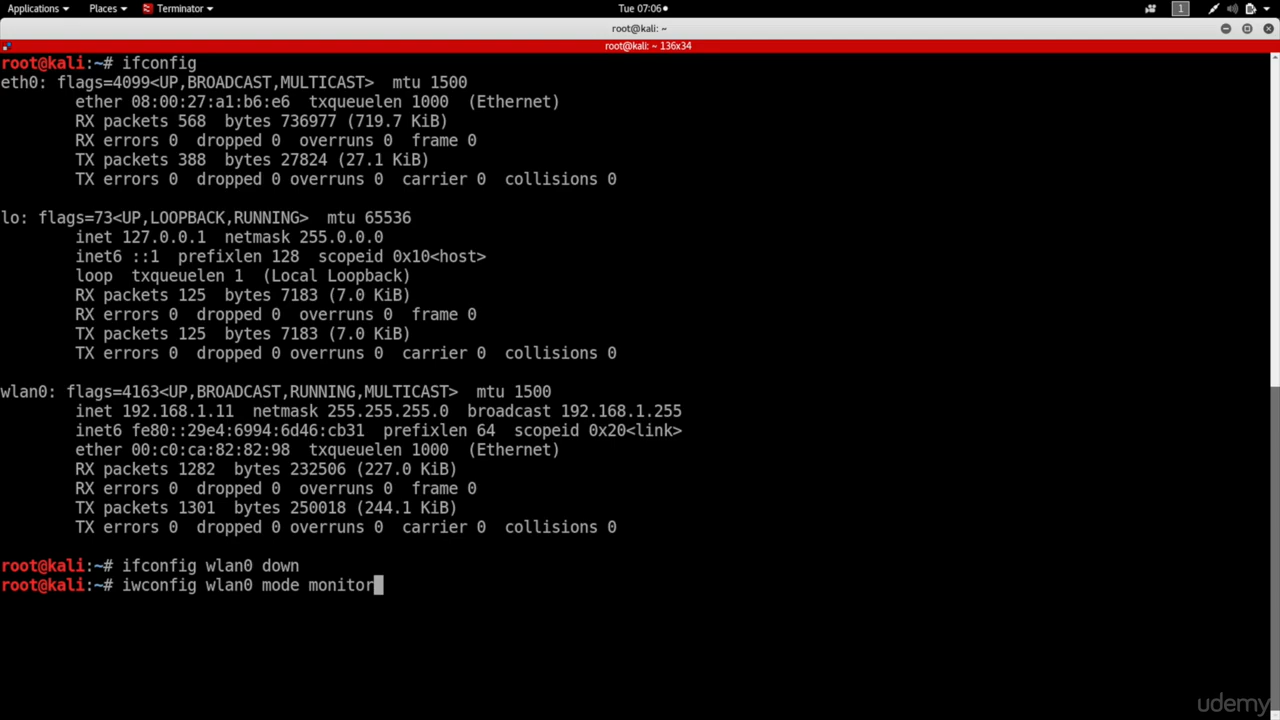 Applications Places Terminator Tue 07:06 1
root@kali: ~
root@kali: ~ 136x34
root@kali:~# ifconfig
eth0: flags=4099<UP,BROADCAST,MULTICAST>  mtu 1500
        ether 08:00:27:a1:b6:e6  txqueuelen 1000  (Ethernet)
        RX packets 568  bytes 736977 (719.7 KiB)
        RX errors 0  dropped 0  overruns 0  frame 0
        TX packets 388  bytes 27824 (27.1 KiB)
        TX errors 0  dropped 0 overruns 0  carrier 0  collisions 0
lo: flags=73<UP,LOOPBACK,RUNNING>  mtu 65536
        inet 127.0.0.1  netmask 255.0.0.0
        inet6 ::1  prefixlen 128  scopeid 0x10<host>
        loop  txqueuelen 1  (Local Loopback)
        RX packets 125  bytes 7183 (7.0 KiB)
        RX errors 0  dropped 0  overruns 0  frame 0
        TX packets 125  bytes 7183 (7.0 KiB)
        TX errors 0  dropped 0 overruns 0  carrier 0  collisions 0
wlan0: flags=4163<UP,BROADCAST,RUNNING,MULTICAST>  mtu 1500
        inet 192.168.1.11  netmask 255.255.255.0  broadcast 192.168.1.255
        inet6 fe80::29e4:6994:6d46:cb31  prefixlen 64  scopeid 0x20<link>
        ether 00:c0:ca:82:82:98  txqueuelen 1000  (Ethernet)
        RX packets 1282  bytes 232506 (227.0 KiB)
        RX errors 0  dropped 0  overruns 0  frame 0
        TX packets 1301  bytes 250018 (244.1 KiB)
        TX errors 0  dropped 0 overruns 0  carrier 0  collisions 0
root@kali:~# ifconfig wlan0 down
root@kali:~# iwconfig wlan0 mode monitor
udemy